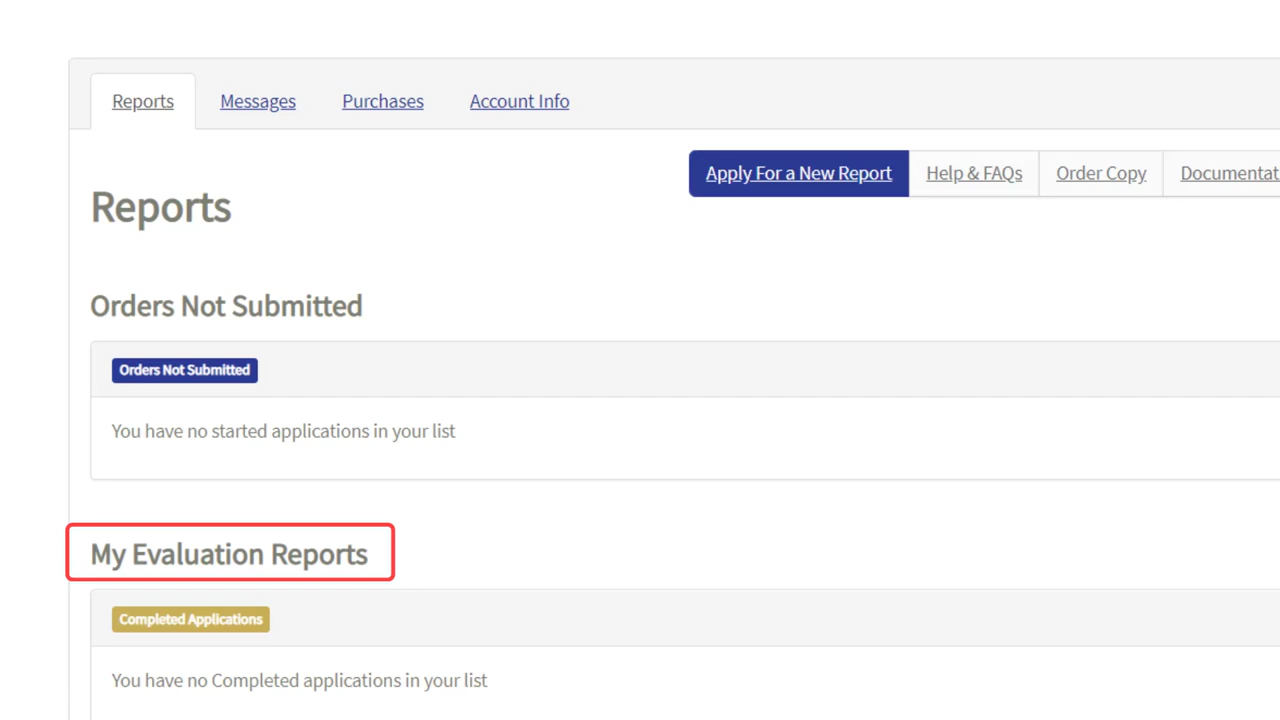 Reports Messages Purchases Account Info
Apply For a New Report Help & FAQs Order Copy Documentat
Reports
Orders Not Submitted
Orders Not Submitted
You have no started applications in your list
My Evaluation Reports
Completed Applications
You have no Completed applications in your list